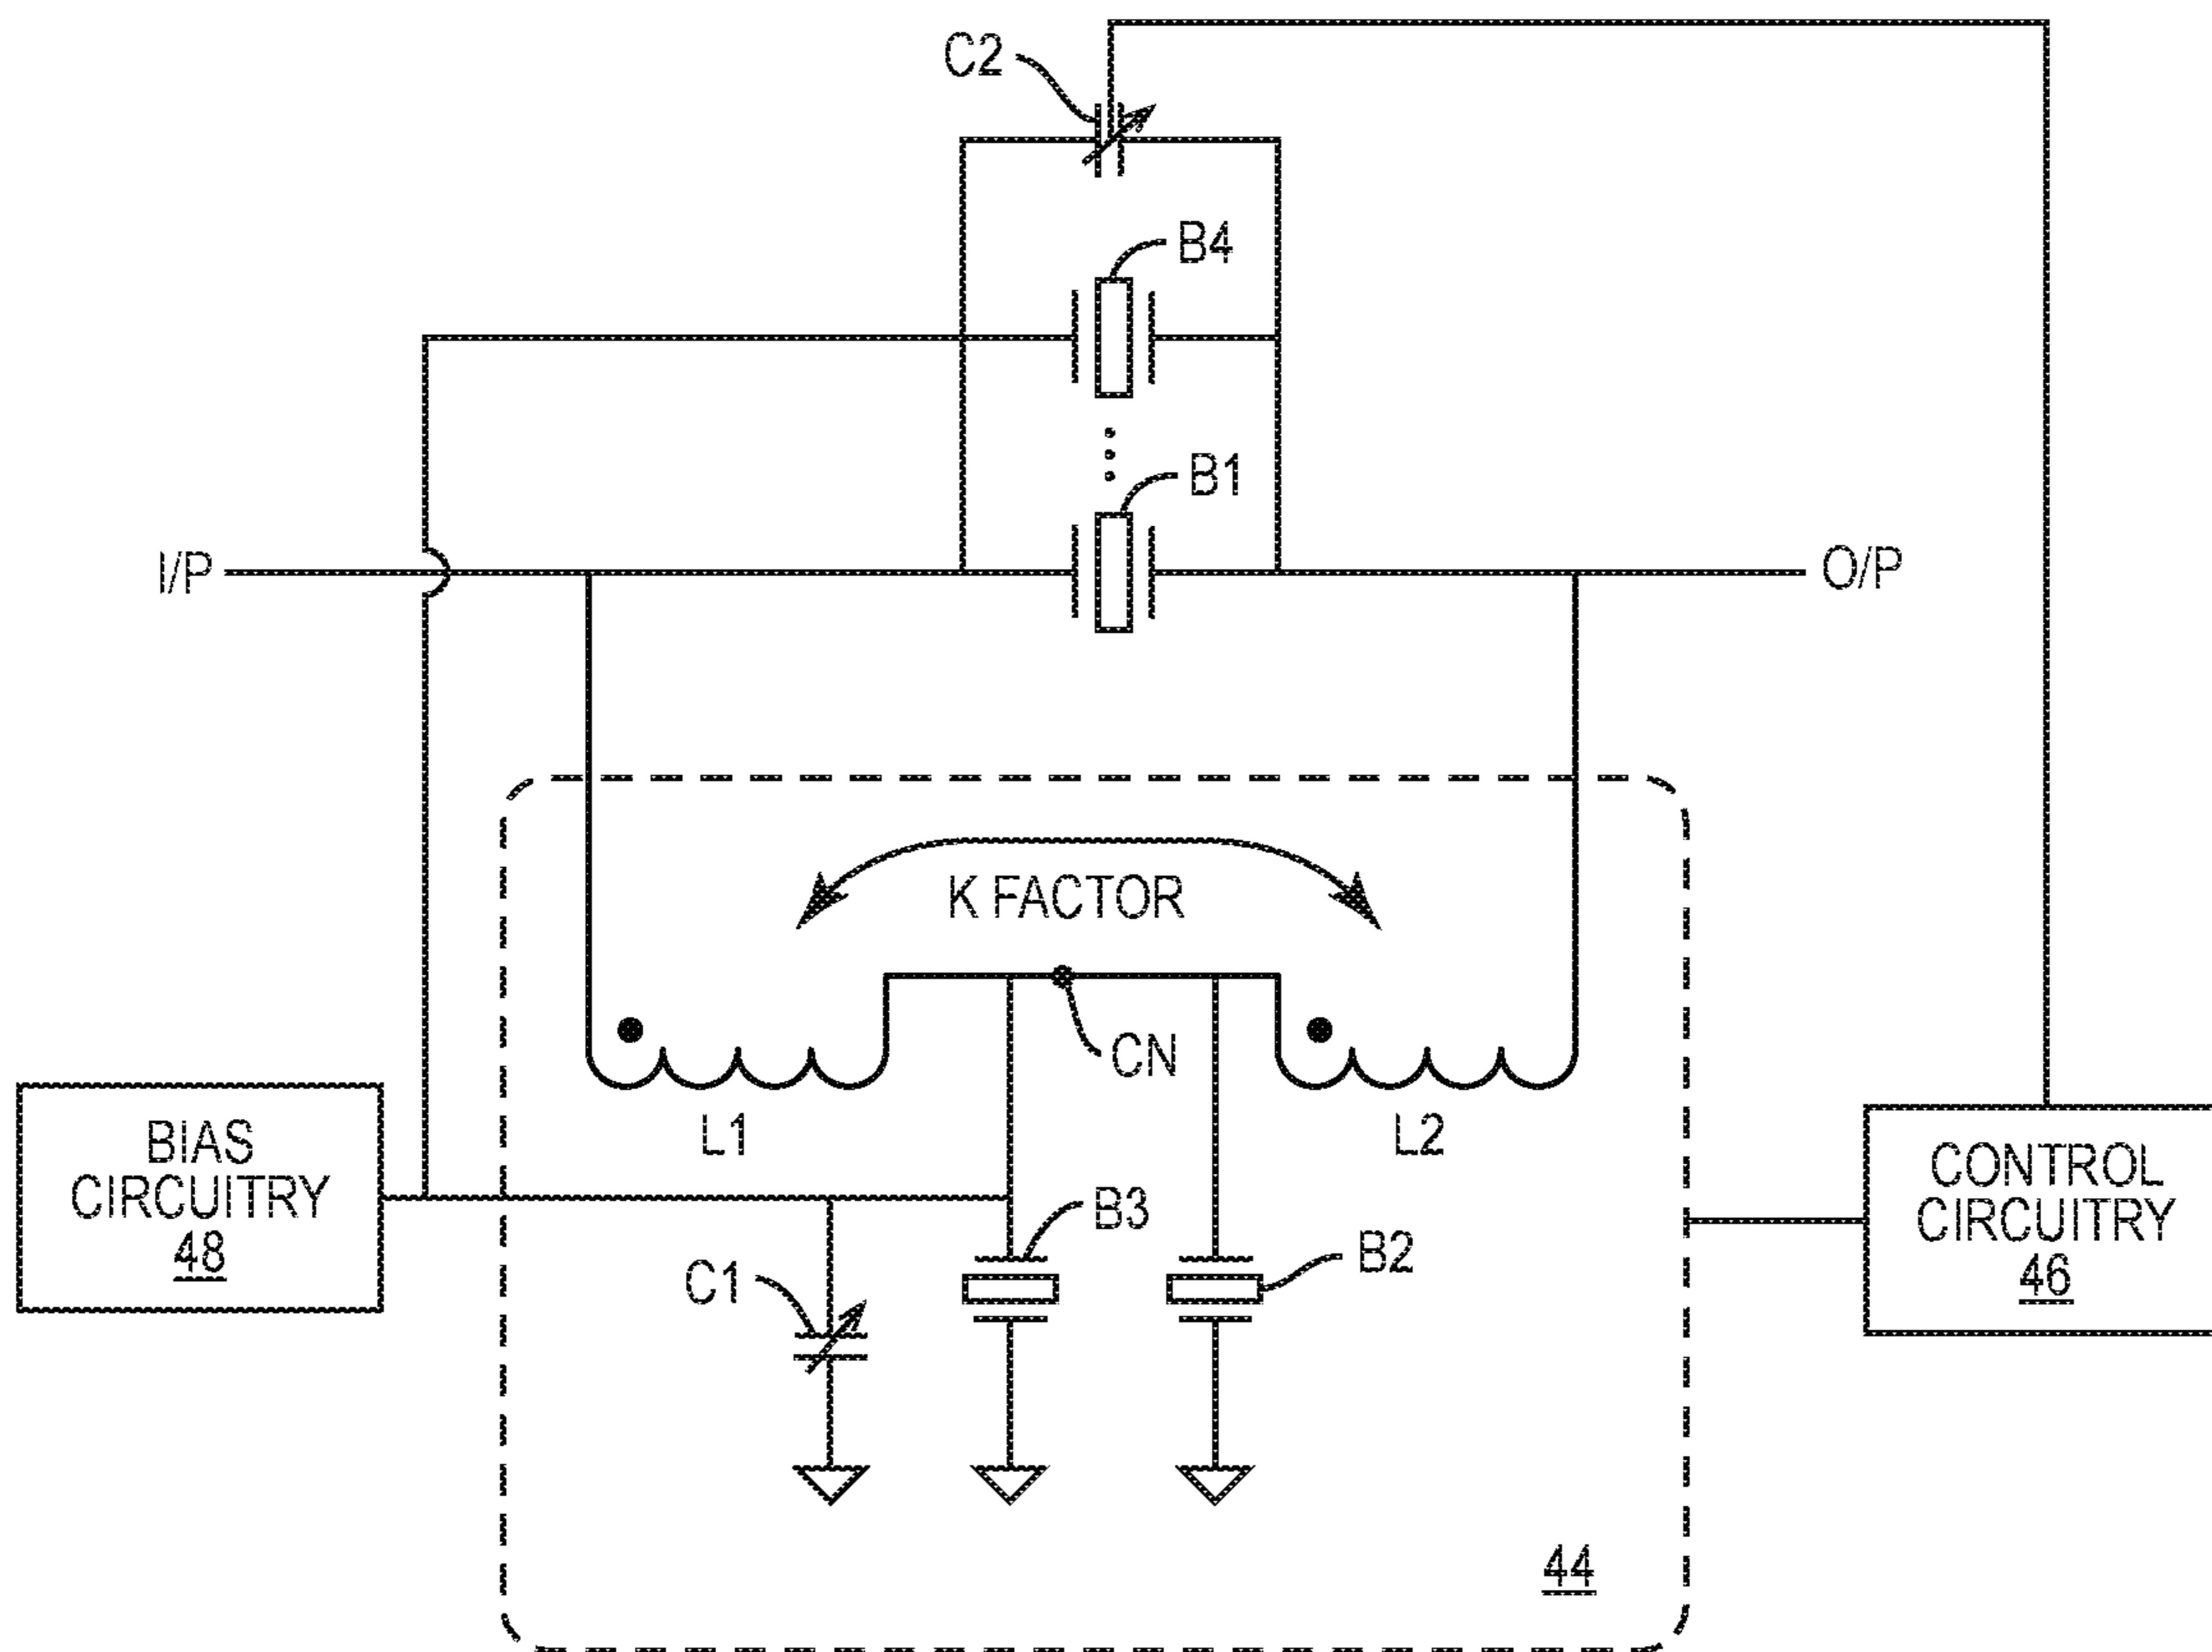 C2
B4
B1
I/P
O/P
K FACTOR
CN
L1
L2
BIAS
CIRCUITRY
48
CONTROL
CIRCUITRY
46
B3
B2
C1
44